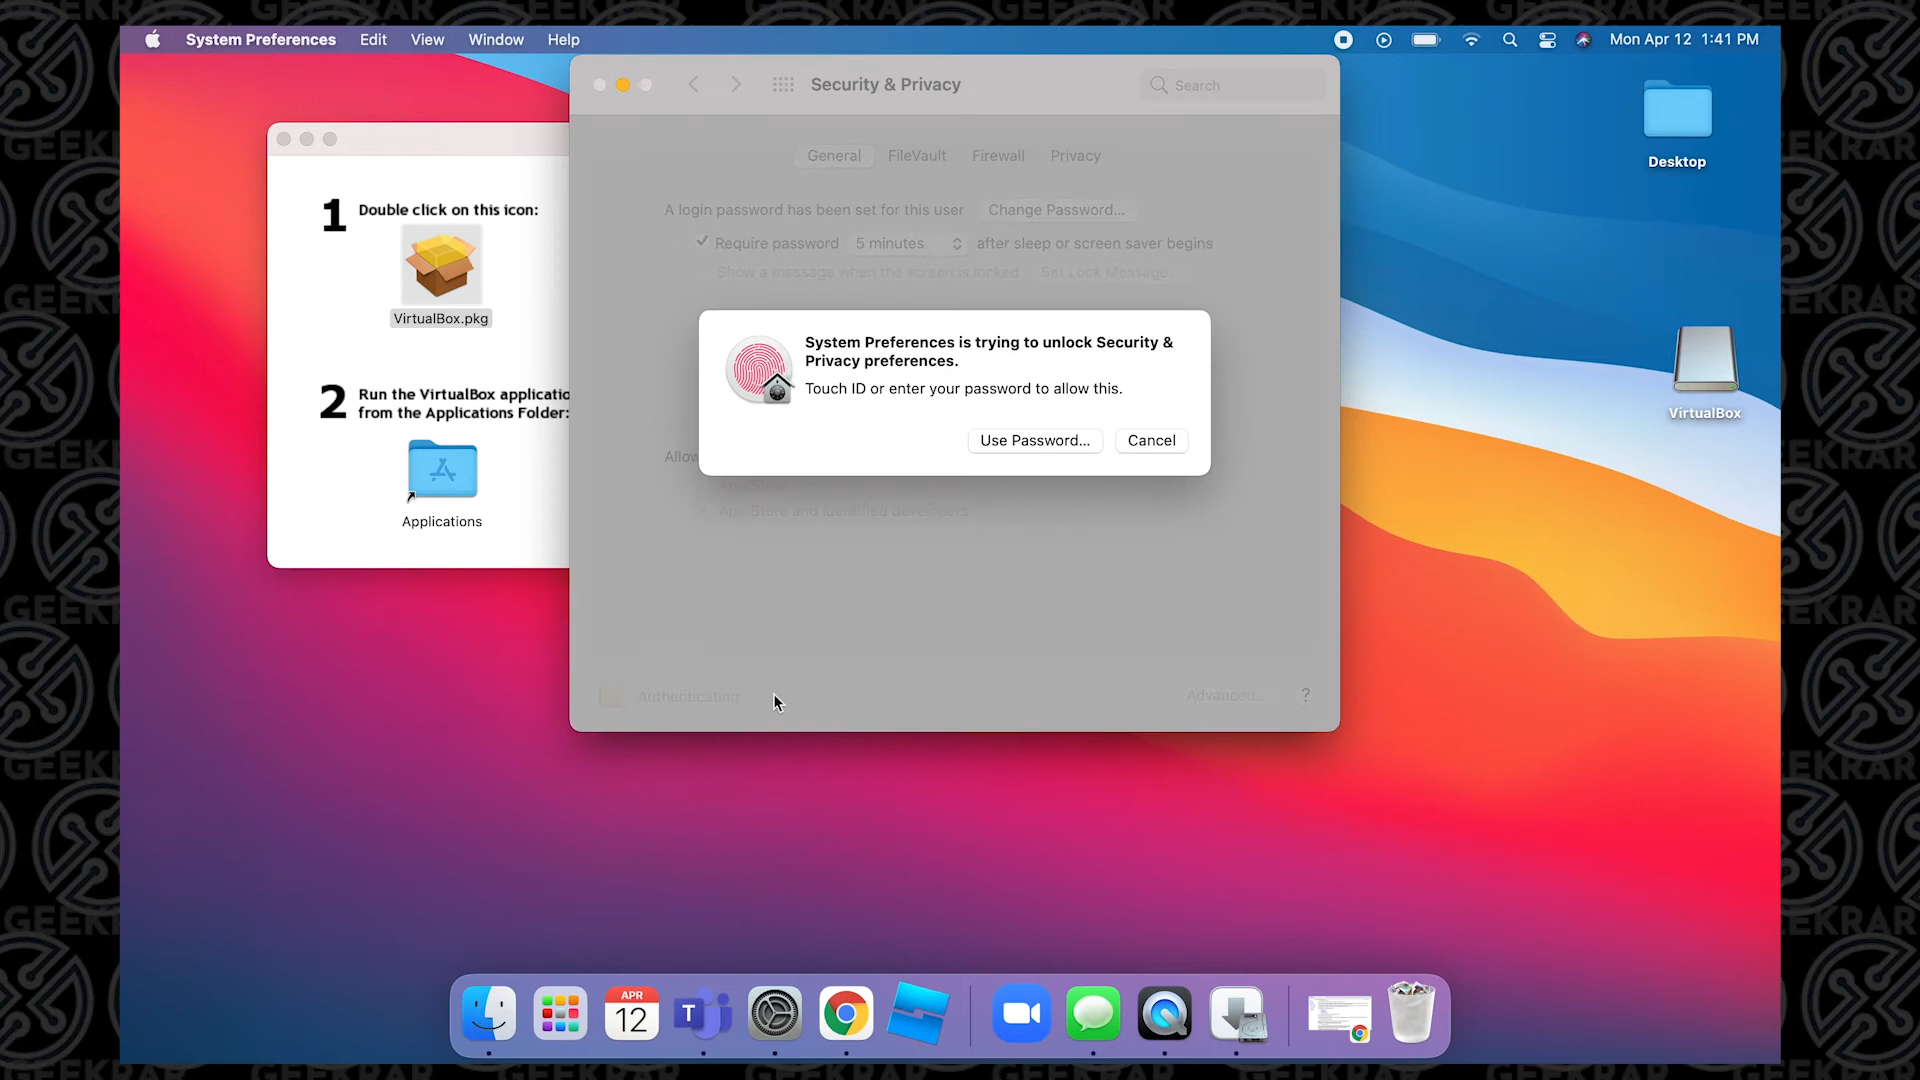 System Preferences Edit View Window Help
Mon Apr 12 1:41 PM
Security & Privacy
Search
General FileVault Firewall Privacy
A login password has been set for this user Change Password...
Require password 5 minutes after sleep or screen saver begins
Show a message when the screen is locked Set Lock Message...
System Preferences is trying to unlock Security &
Privacy preferences.
Touch ID or enter your password to allow this.
Use Password... Cancel
Allow
App Store
App Store and identified developers
Authenticating...
Advanced... ?
1 Double click on this icon:
VirtualBox.pkg
2 Run the VirtualBox applicatio
from the Applications Folder:
Applications
Desktop
VirtualBox
APR
12
T
GEEKRAR